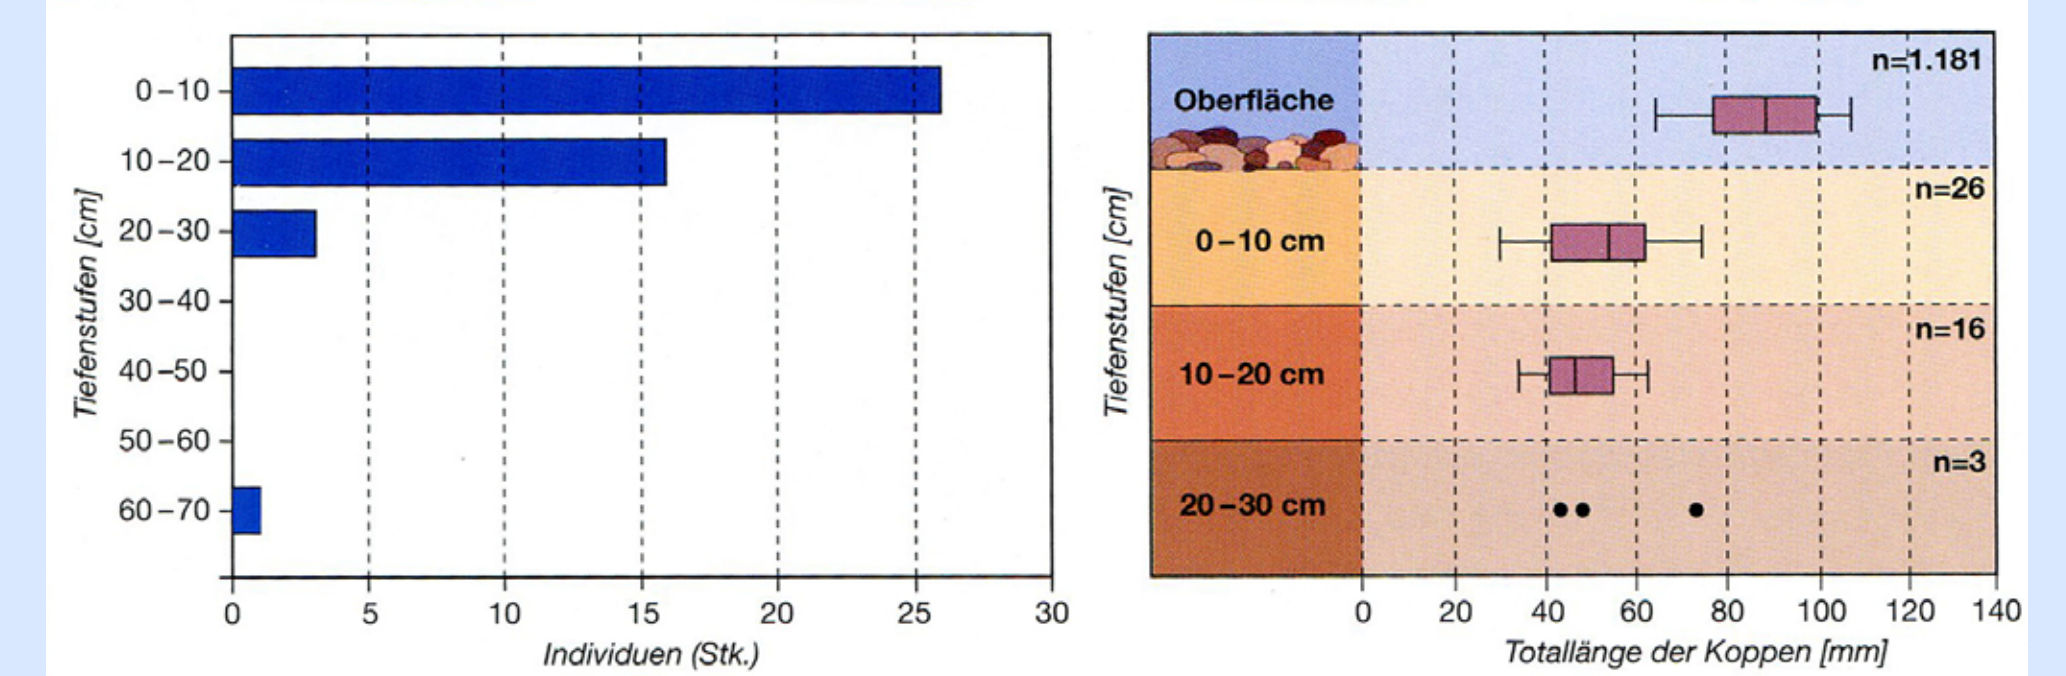 Tiefenstufen [cm]
0–10
10–20
20–30
30–40
40–50
50–60
60–70
0 5 10 15 20 25 30
Individuen (Stk.)
Tiefenstufen [cm]
Oberfläche
n=1.181
0–10 cm
n=26
10–20 cm
n=16
20–30 cm
n=3
0 20 40 60 80 100 120 140
Totallänge der Koppen [mm]